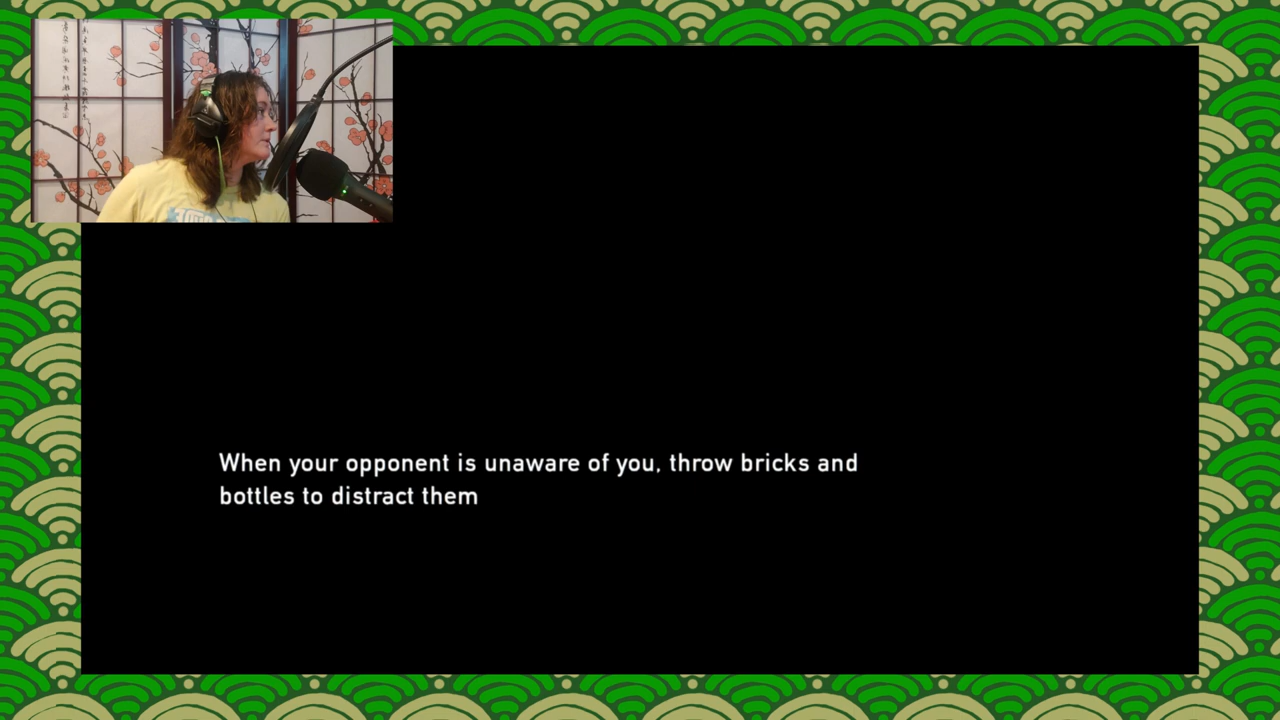 When your opponent is unaware of you, throw bricks and
bottles to distract them